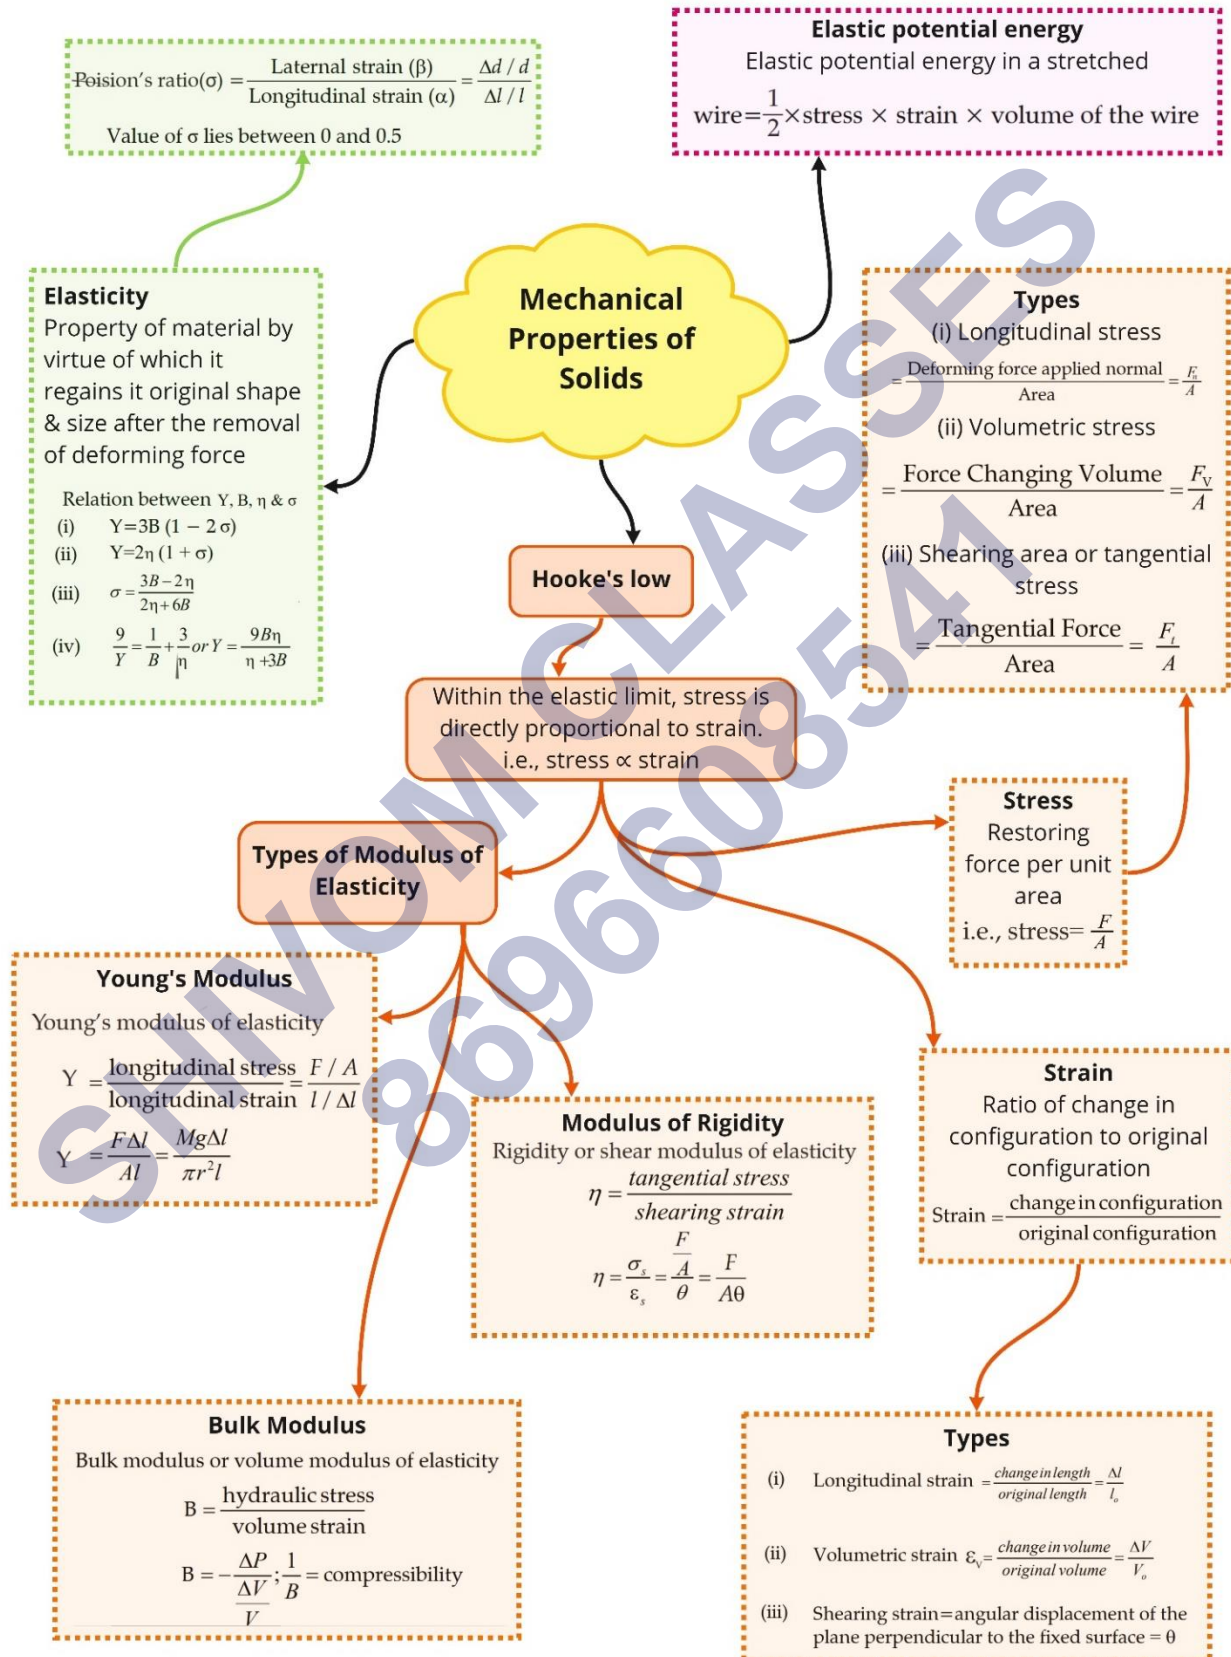 Poision's ratio(σ) = Laternal strain (β) / Longitudinal strain (α) = Δd / d / Δl / l
Value of σ lies between 0 and 0.5
Elastic potential energy
Elastic potential energy in a stretched
wire = 1/2 × stress × strain × volume of the wire
Mechanical
Properties of
Solids
Elasticity
Property of material by
virtue of which it
regains it original shape
& size after the removal
of deforming force
Relation between Y, B, η & σ
(i) Y=3B (1 − 2 σ)
(ii) Y=2η (1 + σ)
(iii) σ = 3B − 2η / 2η + 6B
(iv) 9/Y = 1/B + 3/η or Y = 9Bη / η + 3B
Types
(i) Longitudinal stress
= Deforming force applied normal / Area = Fn / A
(ii) Volumetric stress
= Force Changing Volume / Area = FV / A
(iii) Shearing area or tangential
stress
= Tangential Force / Area = Ft / A
Hooke's low
Within the elastic limit, stress is
directly proportional to strain.
i.e., stress ∝ strain
Stress
Restoring
force per unit
area
i.e., stress= F / A
Types of Modulus of
Elasticity
Young's Modulus
Young's modulus of elasticity
Y = longitudinal stress / longitudinal strain = F / A / l / Δl
Y = FΔl / Al = MgΔl / πr²l
Modulus of Rigidity
Rigidity or shear modulus of elasticity
η = tangential stress / shearing strain
η = σs / εs = F / A / θ = F / Aθ
Strain
Ratio of change in
configuration to original
configuration
Strain = change in configuration / original configuration
Bulk Modulus
Bulk modulus or volume modulus of elasticity
B = hydraulic stress / volume strain
B = − ΔP / ΔV / V ; 1/B = compressibility
Types
(i) Longitudinal strain = change in length / original length = Δl / lo
(ii) Volumetric strain εV = change in volume / original volume = ΔV / Vo
(iii) Shearing strain=angular displacement of the
plane perpendicular to the fixed surface = θ
SHIVOM CLASSES
8696608541